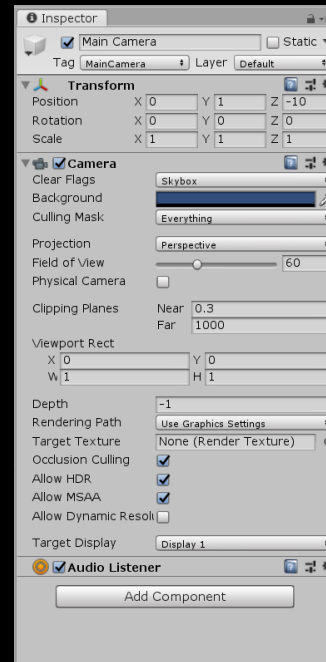 Inspector
Main Camera Static
Tag MainCamera Layer Default
Transform
Position X 0 Y 1 Z -10
Rotation X 0 Y 0 Z 0
Scale X 1 Y 1 Z 1
Camera
Clear Flags Skybox
Background
Culling Mask Everything
Projection Perspective
Field of View 60
Physical Camera
Clipping Planes Near 0.3
Far 1000
Viewport Rect
X 0 Y 0
W 1 H 1
Depth -1
Rendering Path Use Graphics Settings
Target Texture None (Render Texture)
Occlusion Culling
Allow HDR
Allow MSAA
Allow Dynamic Resolu
Target Display Display 1
Audio Listener
Add Component